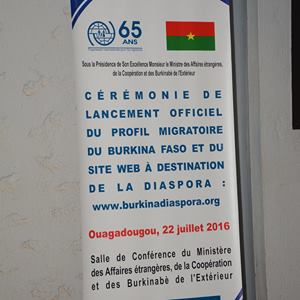 65
ANS
Sous la Présidence de Son Excellence Monsieur le Ministre des Affaires étrangères,
de la Coopération et des Burkinabè de l'Extérieur
CÉRÉMONIE DE
LANCEMENT OFFICIEL
DU PROFIL MIGRATOIRE
DU BURKINA FASO ET DU
SITE WEB À DESTINATION
DE LA DIASPORA :
www.burkinadiaspora.org
Ouagadougou, 22 juillet 2016
Salle de Conférence du Ministère
des Affaires étrangères, de la Coopération
et des Burkinabè de l'Extérieur